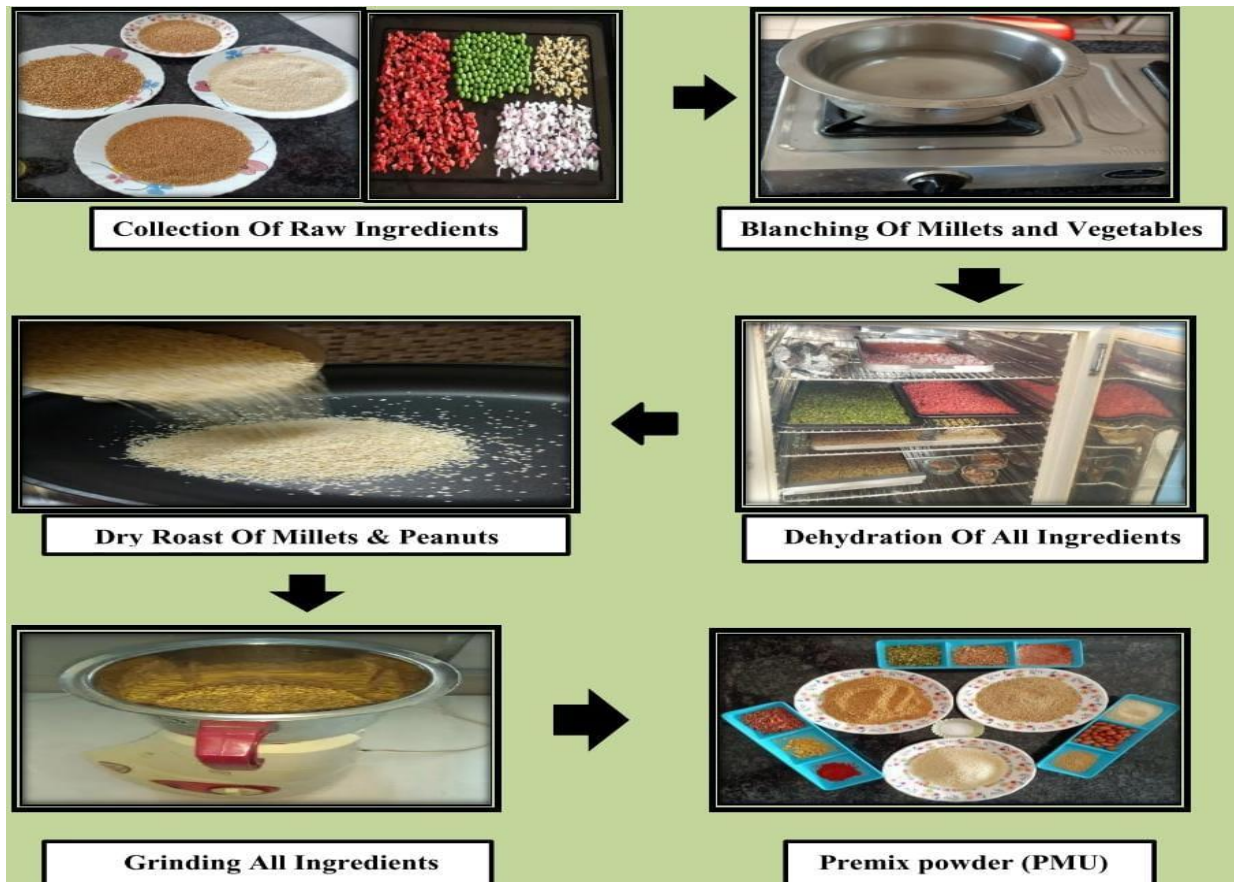 Collection Of Raw Ingredients
Blanching Of Millets and Vegetables
Dry Roast Of Millets & Peanuts
Dehydration Of All Ingredients
Grinding All Ingredients
Premix powder (PMU)